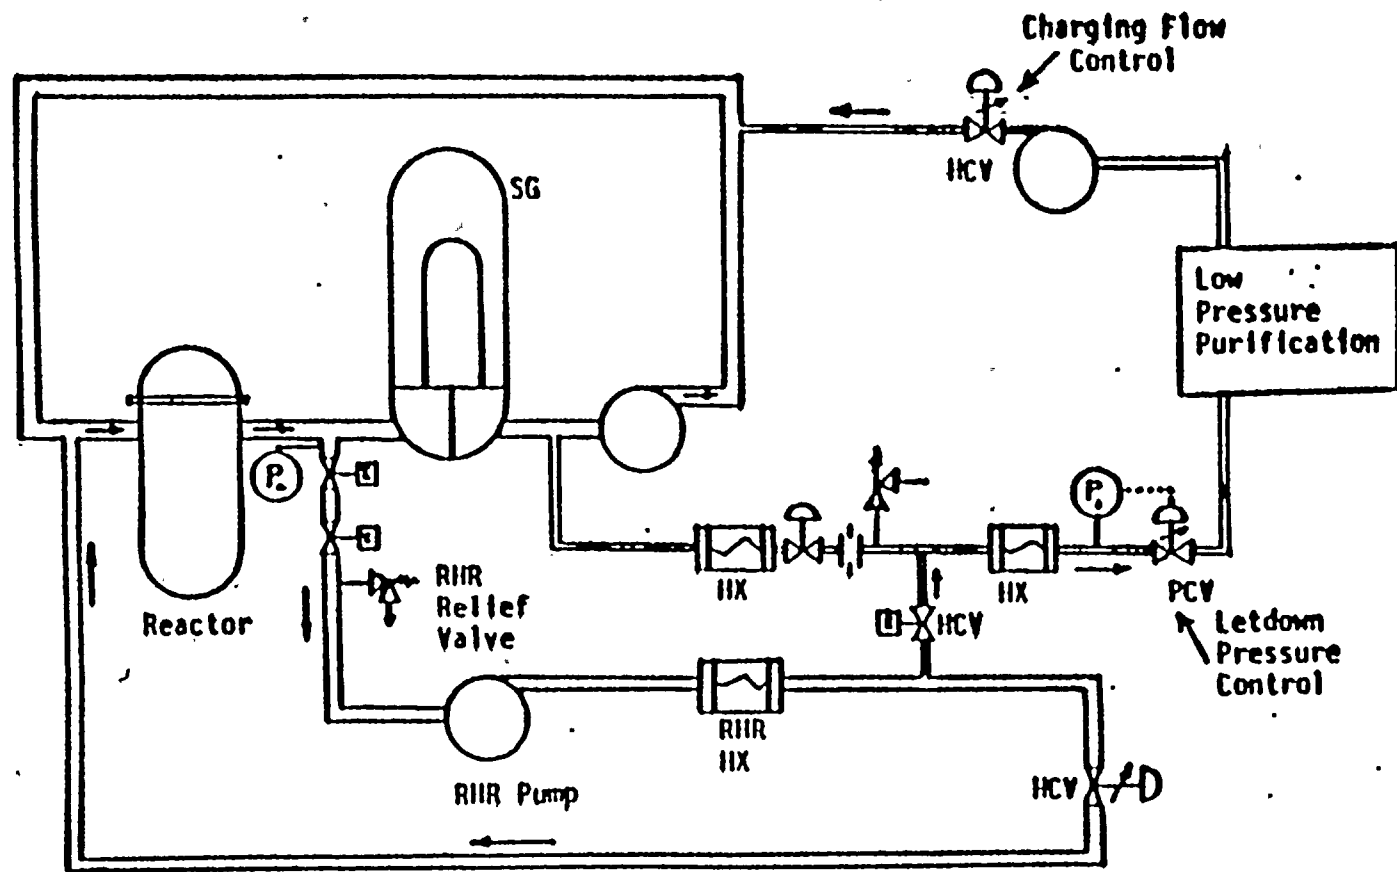 Charging Flow
Control
HCV
SG
Low
Pressure
Purification
P
P
Reactor
RHR
Relief
Valve
HX
HX
HCV
PCV
Letdown
Pressure
Control
RHR
HX
RHR Pump
HCV